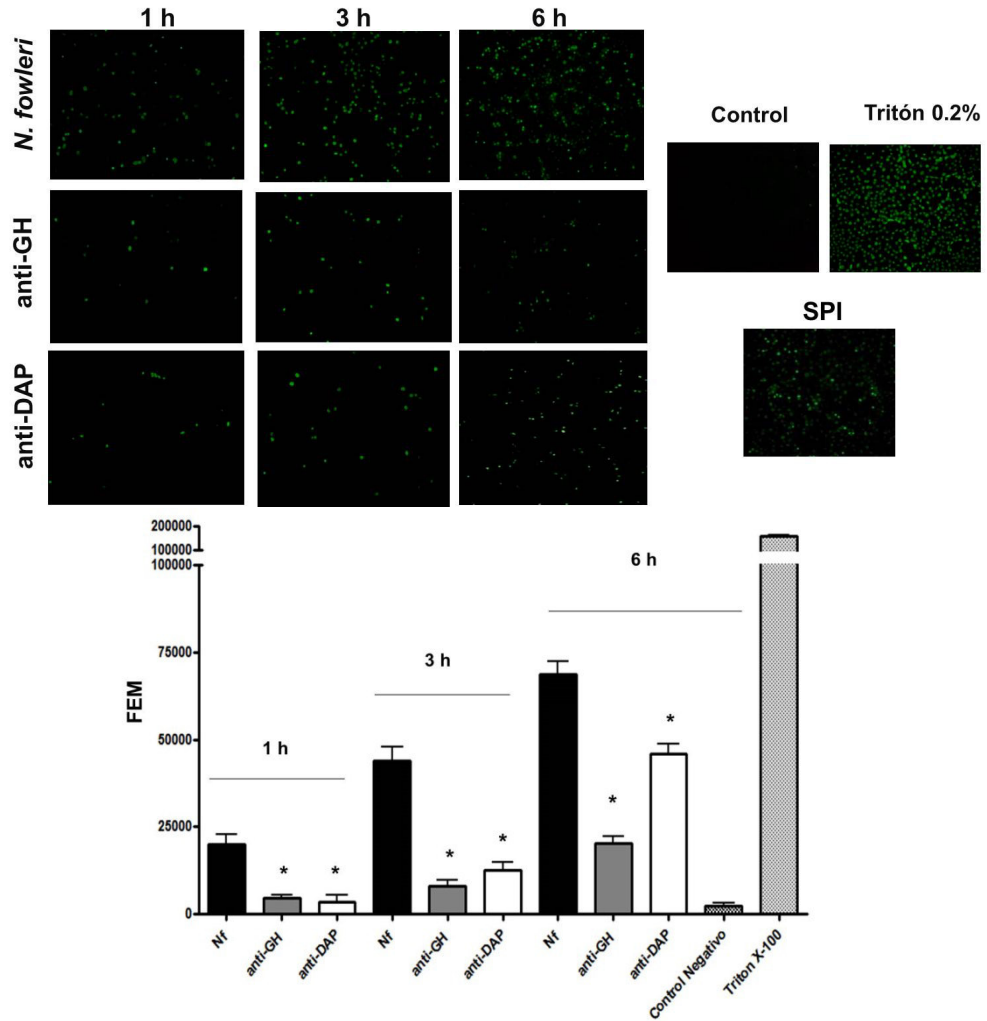 1 h 3 h 6 h
N. fowleri
anti-GH
anti-DAP
Control Tritón 0.2%
SPI
200000
100000
100000
75000
50000
25000
0
FEM
1 h
3 h
6 h
* * * * * *
Nf anti-GH anti-DAP Nf anti-GH anti-DAP Nf anti-GH anti-DAP Control Negativo Triton X-100